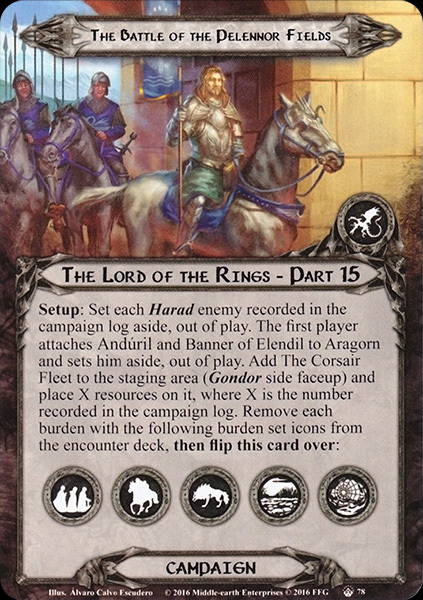 The Battle of the Pelennor Fields
The Lord of the Rings - Part 15
Setup: Set each Harad enemy recorded in the
campaign log aside, out of play. The first player
attaches Andúril and Banner of Elendil to Aragorn
and sets him aside, out of play. Add The Corsair
Fleet to the staging area (Gondor side faceup) and
place X resources on it, where X is the number
recorded in the campaign log. Remove each
burden with the following burden set icons from
the encounter deck, then flip this card over:
CAMPAIGN
Illus. Álvaro Calvo Escudero © 2016 Middle-earth Enterprises © 2016 FFG 78